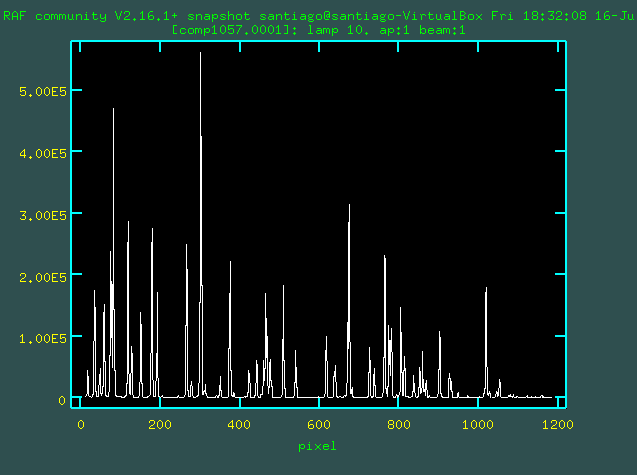 RAF community V2.16.1+ snapshot santiago@santiago-VirtualBox Fri 18:32:08 16-Ju
[comp1057.0001]: lamp 10. ap:1 beam:1
5.00E5
4.00E5
3.00E5
2.00E5
1.00E5
0
0 200 400 600 800 1000 1200
pixel